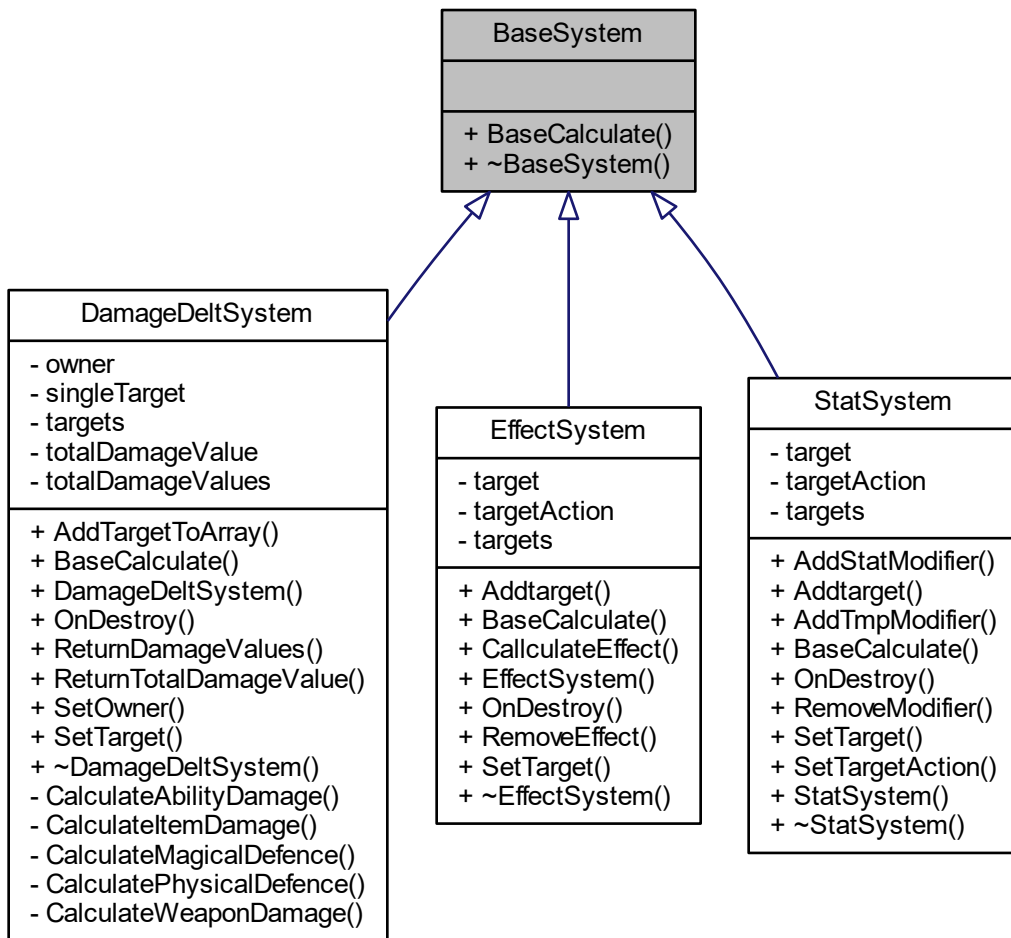 BaseSystem
+ BaseCalculate()
+ ~BaseSystem()
DamageDeltSystem
- owner
- singleTarget
- targets
- totalDamageValue
- totalDamageValues
+ AddTargetToArray()
+ BaseCalculate()
+ DamageDeltSystem()
+ OnDestroy()
+ ReturnDamageValues()
+ ReturnTotalDamageValue()
+ SetOwner()
+ SetTarget()
+ ~DamageDeltSystem()
- CalculateAbilityDamage()
- CalculateItemDamage()
- CalculateMagicalDefence()
- CalculatePhysicalDefence()
- CalculateWeaponDamage()
EffectSystem
- target
- targetAction
- targets
+ Addtarget()
+ BaseCalculate()
+ CallculateEffect()
+ EffectSystem()
+ OnDestroy()
+ RemoveEffect()
+ SetTarget()
+ ~EffectSystem()
StatSystem
- target
- targetAction
- targets
+ AddStatModifier()
+ Addtarget()
+ AddTmpModifier()
+ BaseCalculate()
+ OnDestroy()
+ RemoveModifier()
+ SetTarget()
+ SetTargetAction()
+ StatSystem()
+ ~StatSystem()